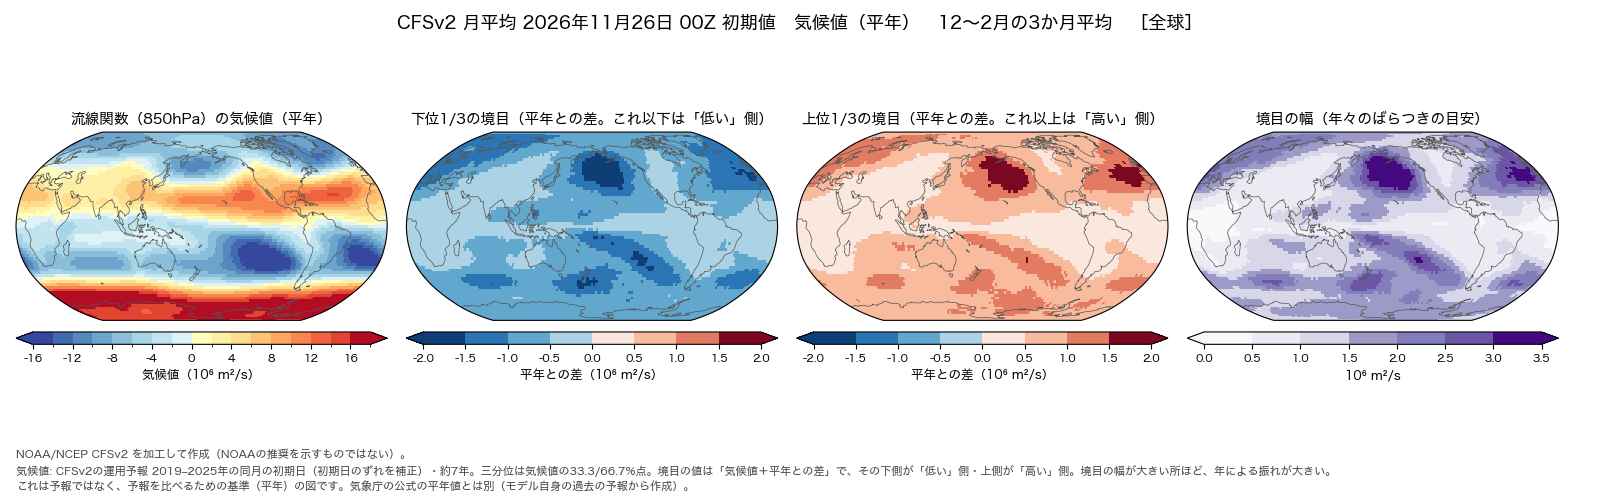 CFSv2 月平均 2026年11月26日 00Z 初期値　気候値（平年）　12～2月の3か月平均　［全球］
流線関数（850hPa）の気候値（平年）
下位1/3の境目（平年との差。これ以下は「低い」側）
上位1/3の境目（平年との差。これ以上は「高い」側）
境目の幅（年々のばらつきの目安）
-16 -12 -8 -4 0 4 8 12 16
-2.0 -1.5 -1.0 -0.5 0.0 0.5 1.0 1.5 2.0
-2.0 -1.5 -1.0 -0.5 0.0 0.5 1.0 1.5 2.0
0.0 0.5 1.0 1.5 2.0 2.5 3.0 3.5
気候値（10⁶ m²/s）
平年との差（10⁶ m²/s）
平年との差（10⁶ m²/s）
10⁶ m²/s
NOAA/NCEP CFSv2 を加工して作成（NOAAの推奨を示すものではない）。
気候値: CFSv2の運用予報 2019–2025年の同月の初期日（初期日のずれを補正）・約7年。三分位は気候値の33.3/66.7%点。境目の値は「気候値＋平年との差」で、その下側が「低い」側・上側が「高い」側。境目の幅が大きい所ほど、年による振れが大きい。
これは予報ではなく、予報を比べるための基準（平年）の図です。気象庁の公式の平年値とは別（モデル自身の過去の予報から作成）。